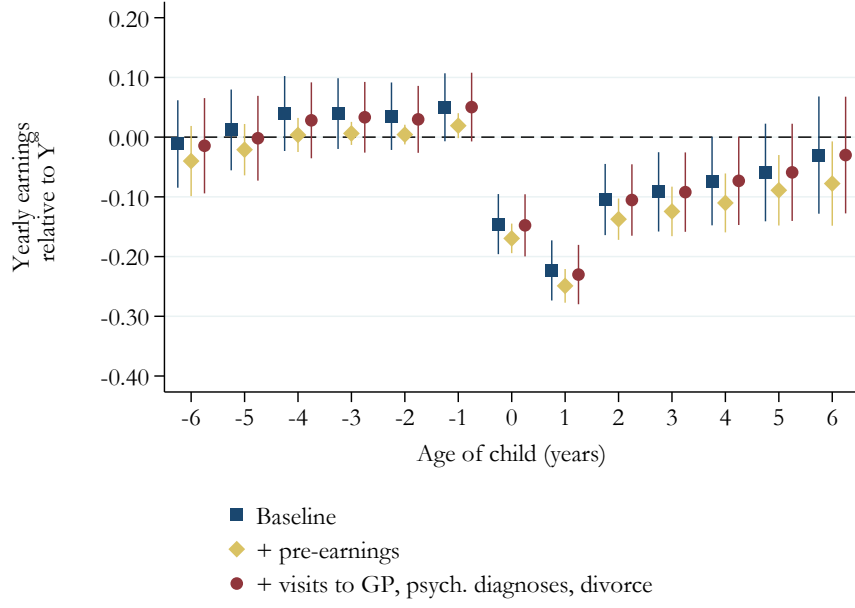 0.20
0.10
0.00
-0.10
-0.20
-0.30
-0.40
Yearly earnings
relative to Y
-6 -5 -4 -3 -2 -1 0 1 2 3 4 5 6
Age of child (years)
Baseline
+ pre-earnings
+ visits to GP, psych. diagnoses, divorce